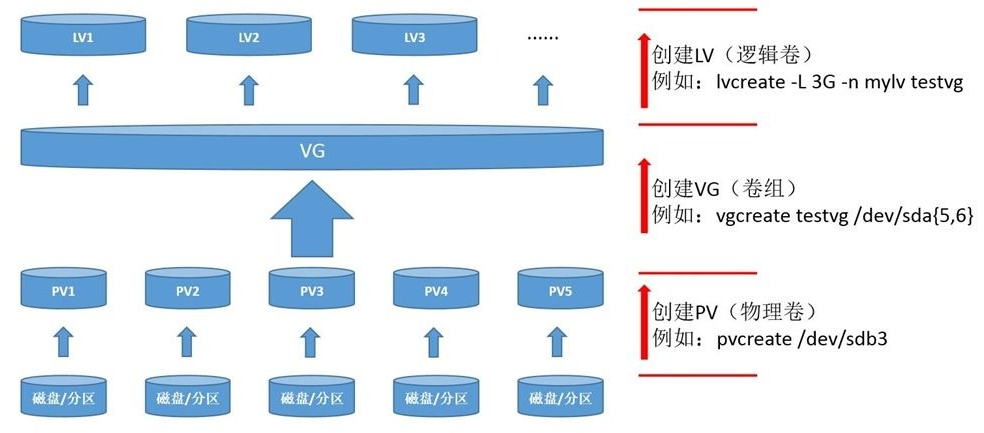 LV1
LV2
LV3
......
创建LV（逻辑卷）
例如：lvcreate -L 3G -n mylv testvg
VG
创建VG（卷组）
例如：vgcreate testvg /dev/sda{5,6}
PV1
PV2
PV3
PV4
PV5
创建PV（物理卷）
例如：pvcreate /dev/sdb3
磁盘/分区
磁盘/分区
磁盘/分区
磁盘/分区
磁盘/分区